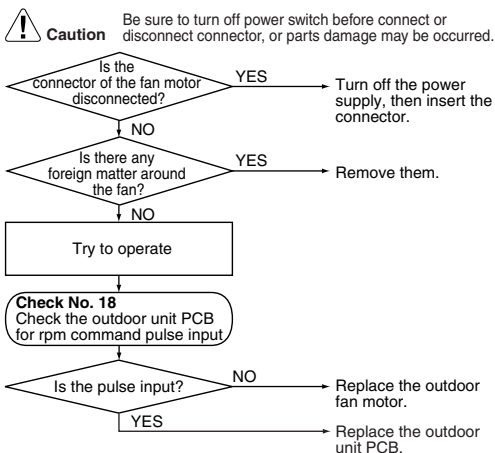 Caution
Be sure to turn off power switch before connect or
disconnect connector, or parts damage may be occurred.
Is the
connector of the fan motor
disconnected?
YES
Turn off the power
supply, then insert the
connector.
NO
Is there any
foreign matter around
the fan?
YES
Remove them.
NO
Try to operate
Check No. 18
Check the outdoor unit PCB
for rpm command pulse input
Is the pulse input?
NO
Replace the outdoor
fan motor.
YES
Replace the outdoor
unit PCB.